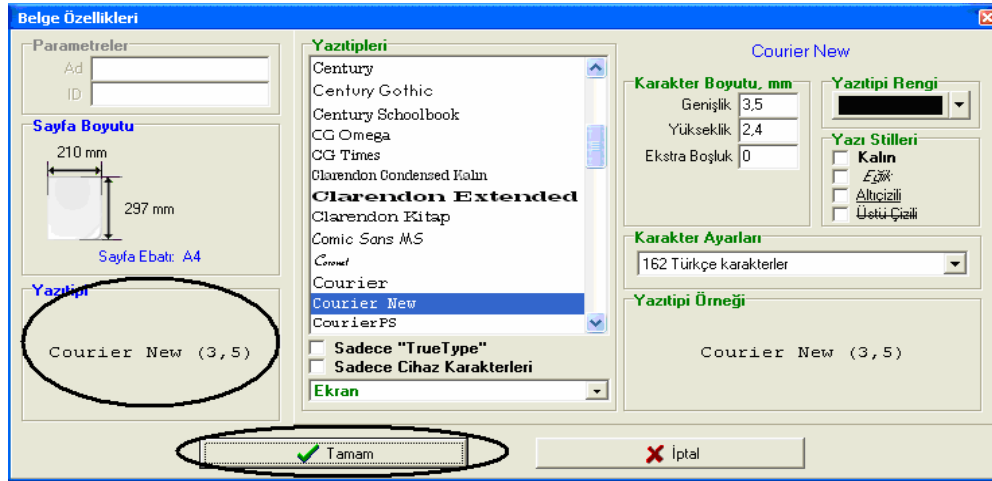 Belge Özellikleri
Parametreler
Ad
ID
Sayfa Boyutu
210 mm
297 mm
Sayfa Ebatı: A4
Yazıtipi
Courier New (3,5)
Yazıtipleri
Century
Century Gothic
Century Schoolbook
CG Omega
CG Times
Clarendon Condensed Kalın
Clarendon Extended
Clarendon Kitap
Comic Sans MS
Coronet
Courier
Courier New
CourierPS
Sadece "TrueType"
Sadece Cihaz Karakterleri
Ekran
Courier New
Karakter Boyutu, mm
Genişlik 3,5
Yükseklik 2,4
Ekstra Boşluk 0
Yazıtipi Rengi
Yazı Stilleri
Kalın
Eğik
Altıçizili
Üstü Çizili
Karakter Ayarları
162 Türkçe karakterler
Yazıtipi Örneği
Courier New (3,5)
Tamam
İptal